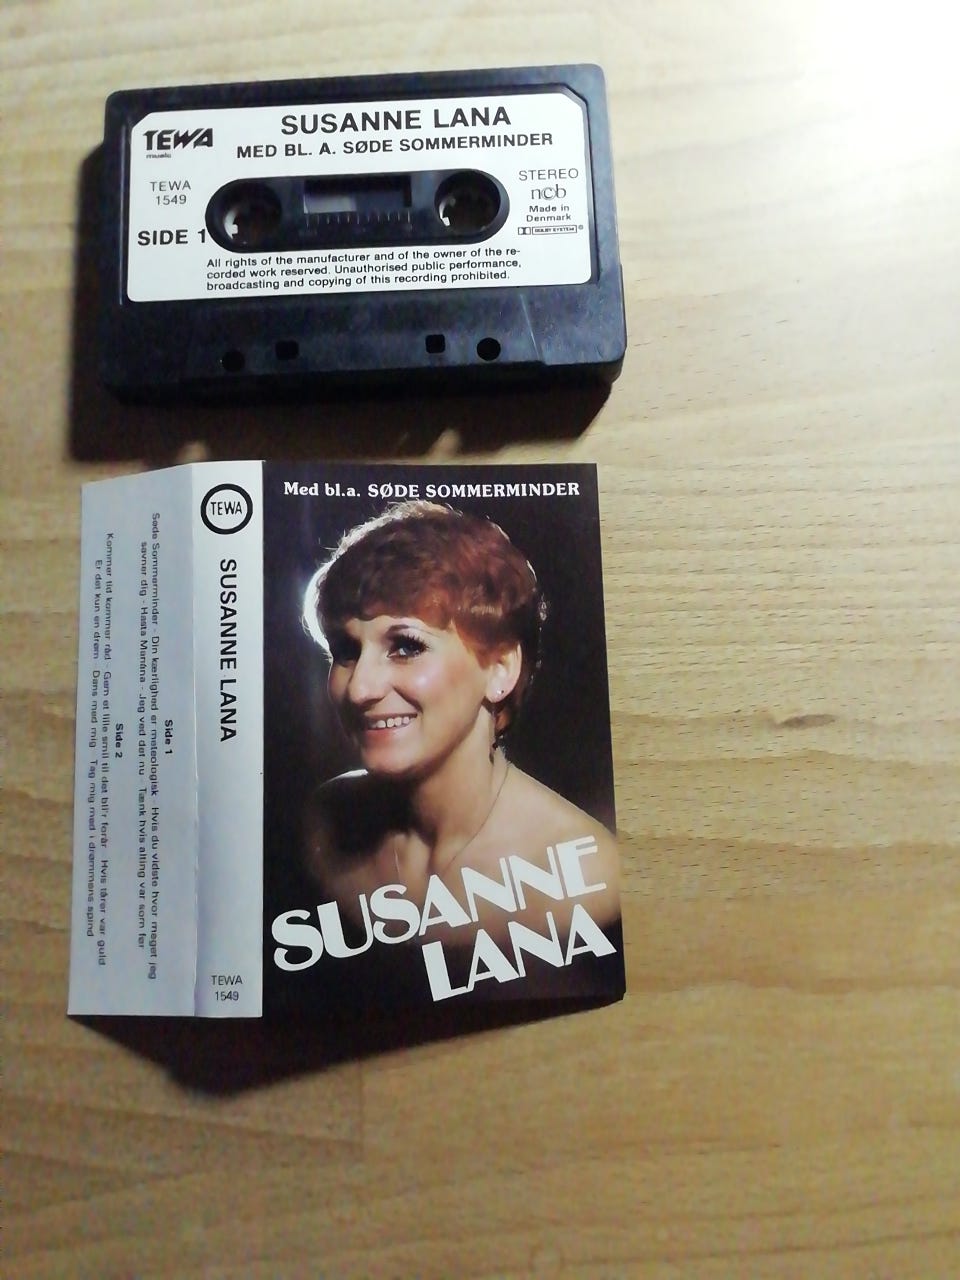 TEWA
music
SUSANNE LANA
MED BL. A. SØDE SOMMERMINDER
TEWA
1549
SIDE 1
STEREO
ncb
Made in
Denmark
DOLBY SYSTEM ®
All rights of the manufacturer and of the owner of the re-
corded work reserved. Unauthorised public performance,
broadcasting and copying of this recording prohibited.
Med bl.a. SØDE SOMMERMINDER
SUSANNE
LANA
TEWA
SUSANNE LANA
TEWA
1549
Side 1
Søde Sommerminder - Din kærlighed er meteologisk - Hvis du vidste hvor meget jeg
savner dig - Hasta Manãna - Jeg ved det nu - Tænk hvis alting var som før
Side 2
Kommer tid kommer råd - Gem et lille smil til det bli'r forår - Hvis tårer var guld
Er det kun en drøm - Dans med mig - Tag mig med i drømmens spind